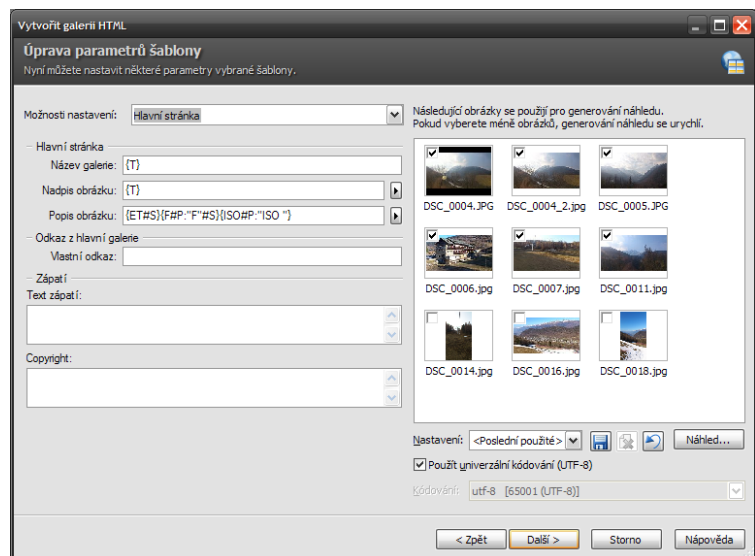 Vytvořit galerii HTML
Úprava parametrů šablony
Nyní můžete nastavit některé parametry vybrané šablony.
Možnosti nastavení:
Hlavní stránka
Hlavní stránka
Název galerie:
{T}
Nadpis obrázku:
{T}
Popis obrázku:
{ET#S}{F#P:"F"#S}{ISO#P:"ISO "}
Odkaz z hlavní galerie
Vlastní odkaz:
Zápatí
Text zápatí:
Copyright:
Následující obrázky se použijí pro generování náhledu.
Pokud vyberete méně obrázků, generování náhledu se urychlí.
DSC_0004.JPG
DSC_0004_2.jpg
DSC_0005.JPG
DSC_0006.jpg
DSC_0007.jpg
DSC_0011.jpg
DSC_0014.jpg
DSC_0016.jpg
DSC_0018.jpg
Nastavení:
<Poslední použité>
Náhled...
Použít univerzální kódování (UTF-8)
Kódování:
utf-8 [65001 (UTF-8)]
< Zpět
Další >
Storno
Nápověda